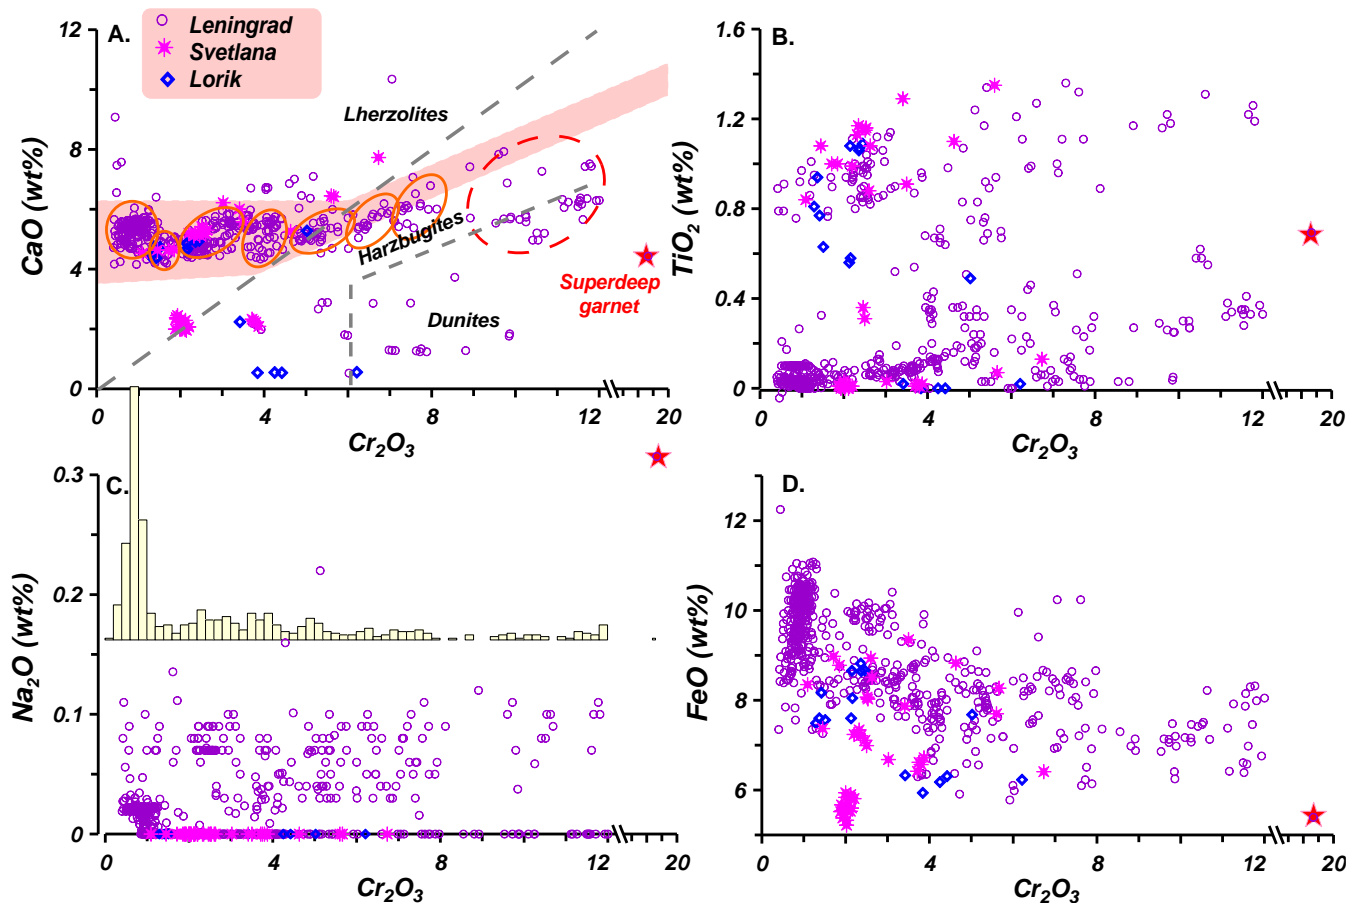 A.
Leningrad
Svetlana
Lorik
Lherzolites
Harzbugites
Dunites
Superdeep
garnet
CaO (wt%)
12
8
4
0
0 4 8 12 20
Cr₂O₃
B.
TiO₂ (wt%)
1.6
1.2
0.8
0.4
0
0 4 8 12 20
Cr₂O₃
C.
Na₂O (wt%)
0.3
0.2
0.1
0
0 4 8 12 20
Cr₂O₃
D.
FeO (wt%)
12
10
8
6
0 4 8 12 20
Cr₂O₃